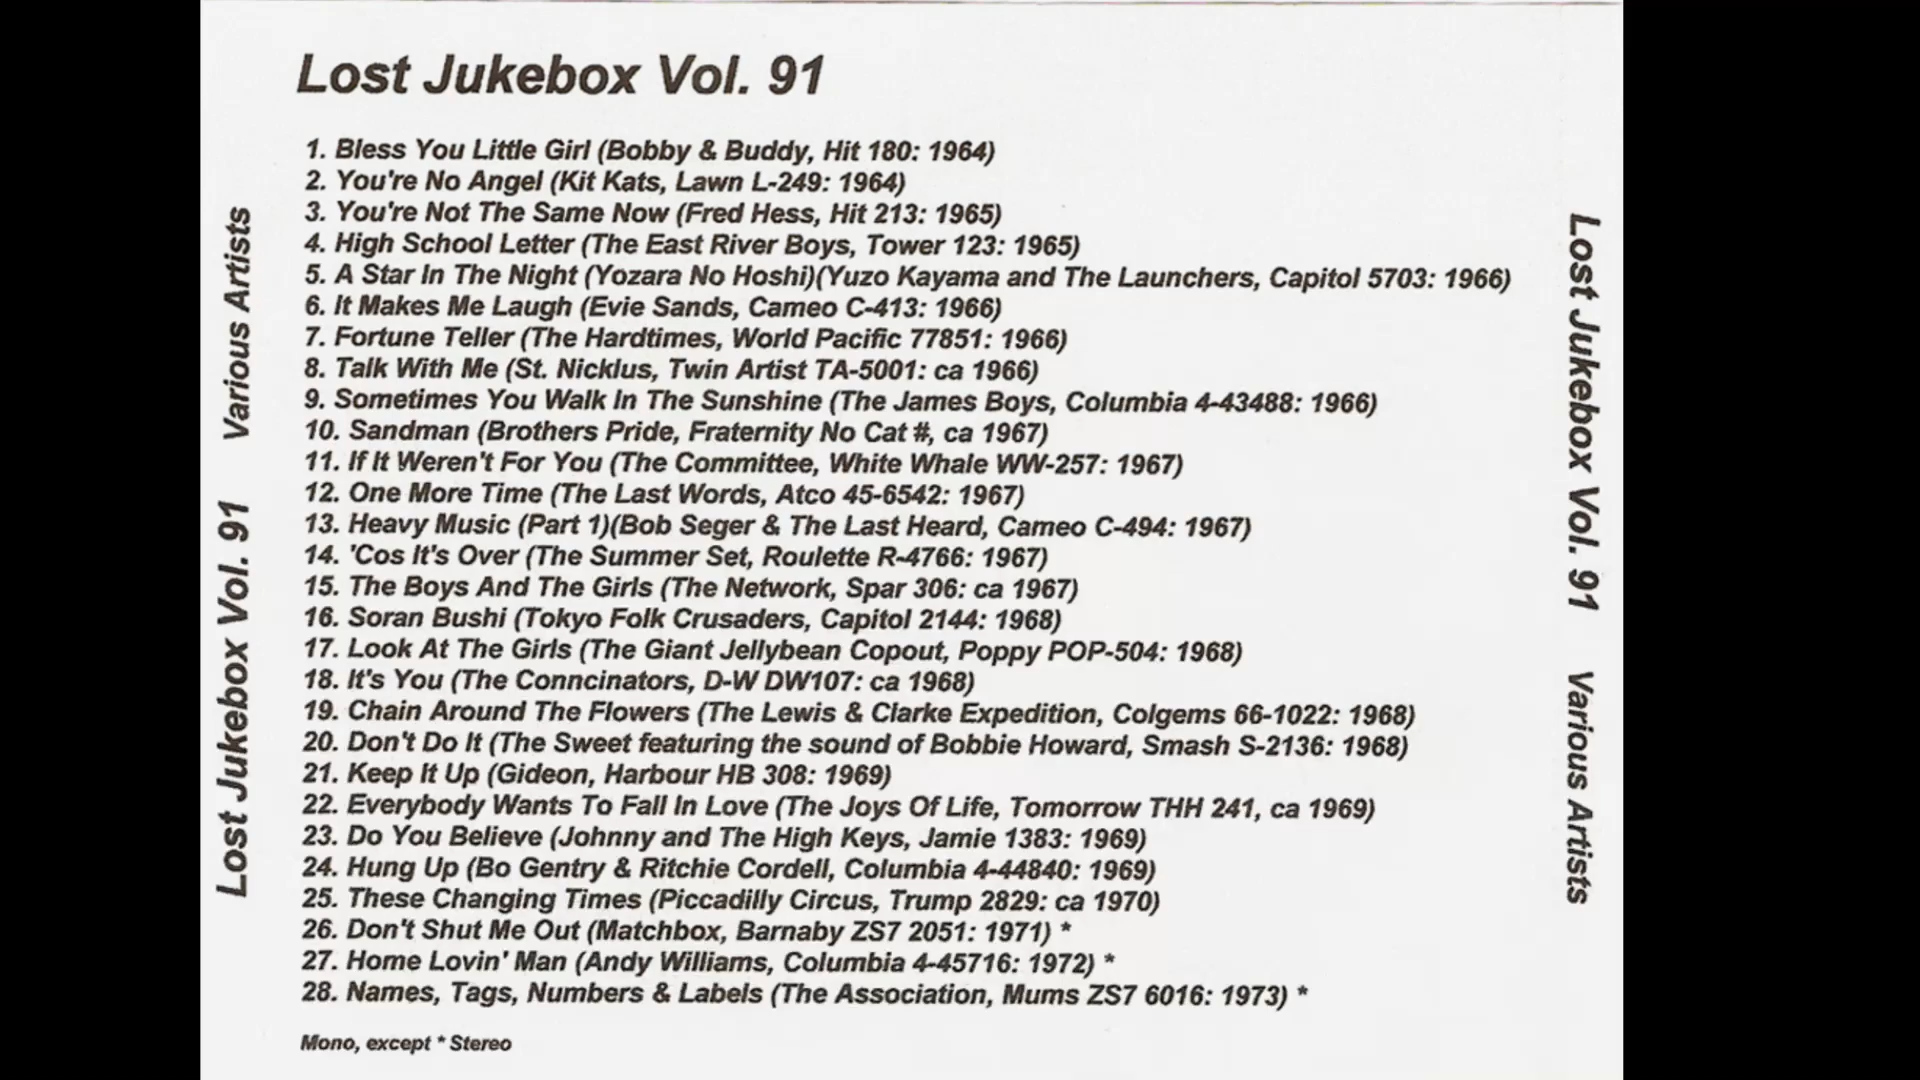 Lost Jukebox Vol. 91
1. Bless You Little Girl (Bobby & Buddy, Hit 180: 1964)
2. You're No Angel (Kit Kats, Lawn L-249: 1964)
3. You're Not The Same Now (Fred Hess, Hit 213: 1965)
4. High School Letter (The East River Boys, Tower 123: 1965)
5. A Star In The Night (Yozara No Hoshi)(Yuzo Kayama and The Launchers, Capitol 5703: 1966)
6. It Makes Me Laugh (Evie Sands, Cameo C-413: 1966)
7. Fortune Teller (The Hardtimes, World Pacific 77851: 1966)
8. Talk With Me (St. Nicklus, Twin Artist TA-5001: ca 1966)
9. Sometimes You Walk In The Sunshine (The James Boys, Columbia 4-43488: 1966)
10. Sandman (Brothers Pride, Fraternity No Cat #, ca 1967)
11. If It Weren't For You (The Committee, White Whale WW-257: 1967)
12. One More Time (The Last Words, Atco 45-6542: 1967)
13. Heavy Music (Part 1)(Bob Seger & The Last Heard, Cameo C-494: 1967)
14. 'Cos It's Over (The Summer Set, Roulette R-4766: 1967)
15. The Boys And The Girls (The Network, Spar 306: ca 1967)
16. Soran Bushi (Tokyo Folk Crusaders, Capitol 2144: 1968)
17. Look At The Girls (The Giant Jellybean Copout, Poppy POP-504: 1968)
18. It's You (The Conncinators, D-W DW107: ca 1968)
19. Chain Around The Flowers (The Lewis & Clarke Expedition, Colgems 66-1022: 1968)
20. Don't Do It (The Sweet featuring the sound of Bobbie Howard, Smash S-2136: 1968)
21. Keep It Up (Gideon, Harbour HB 308: 1969)
22. Everybody Wants To Fall In Love (The Joys Of Life, Tomorrow THH 241, ca 1969)
23. Do You Believe (Johnny and The High Keys, Jamie 1383: 1969)
24. Hung Up (Bo Gentry & Ritchie Cordell, Columbia 4-44840: 1969)
25. These Changing Times (Piccadilly Circus, Trump 2829: ca 1970)
26. Don't Shut Me Out (Matchbox, Barnaby ZS7 2051: 1971) *
27. Home Lovin' Man (Andy Williams, Columbia 4-45716: 1972) *
28. Names, Tags, Numbers & Labels (The Association, Mums ZS7 6016: 1973) *
Mono, except * Stereo
Lost Jukebox Vol. 91 Various Artists
Lost Jukebox Vol. 91 Various Artists